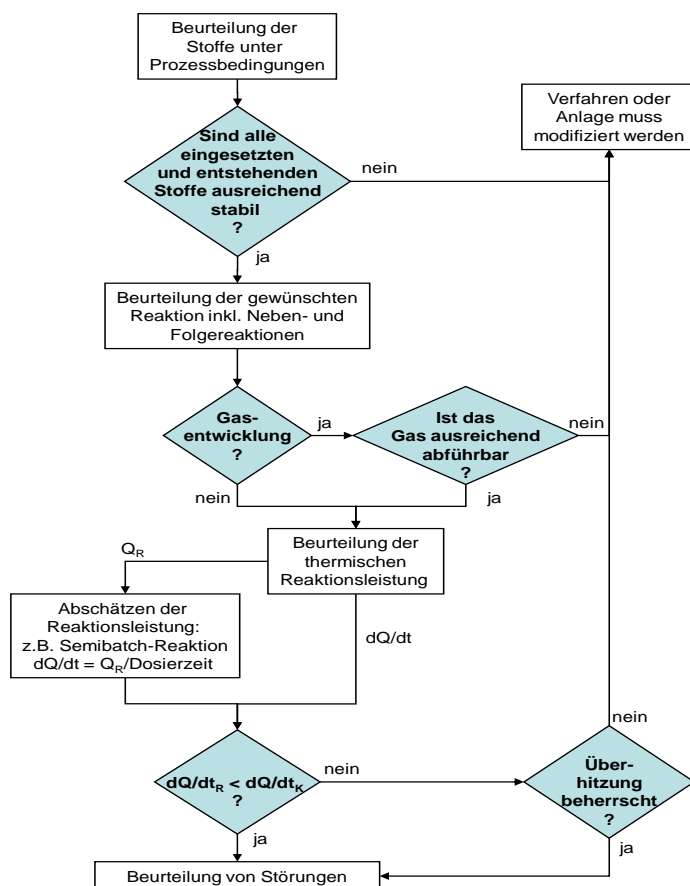 Beurteilung der
Stoffe unter
Prozessbedingungen
Verfahren oder
Anlage muss
modifiziert werden
Sind alle
eingesetzten
und entstehenden
Stoffe ausreichend
stabil
?
nein
ja
Beurteilung der gewünschten
Reaktion inkl. Neben- und
Folgereaktionen
Gas-
entwicklung
?
ja
Ist das
Gas ausreichend
abführbar
?
nein
nein
ja
Beurteilung der
thermischen
Reaktionsleistung
Q_R
Abschätzen der
Reaktionsleistung:
z.B. Semibatch-Reaktion
dQ/dt = Q_R/Dosierzeit
dQ/dt
dQ/dt_R < dQ/dt_K
?
nein
nein
Über-
hitzung
beherrscht
?
ja
ja
Beurteilung von Störungen